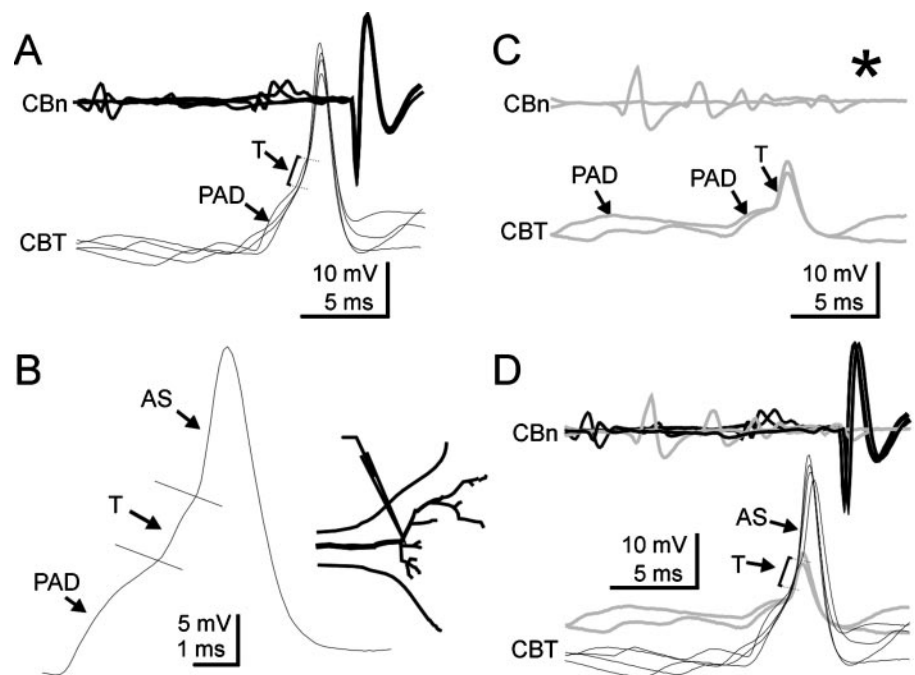 A
CBn
T
PAD
CBT
10 mV
5 ms
C
*
CBn
PAD
PAD
T
CBT
10 mV
5 ms
B
AS
T
PAD
5 mV
1 ms
D
CBn
AS
10 mV
5 ms
T
CBT